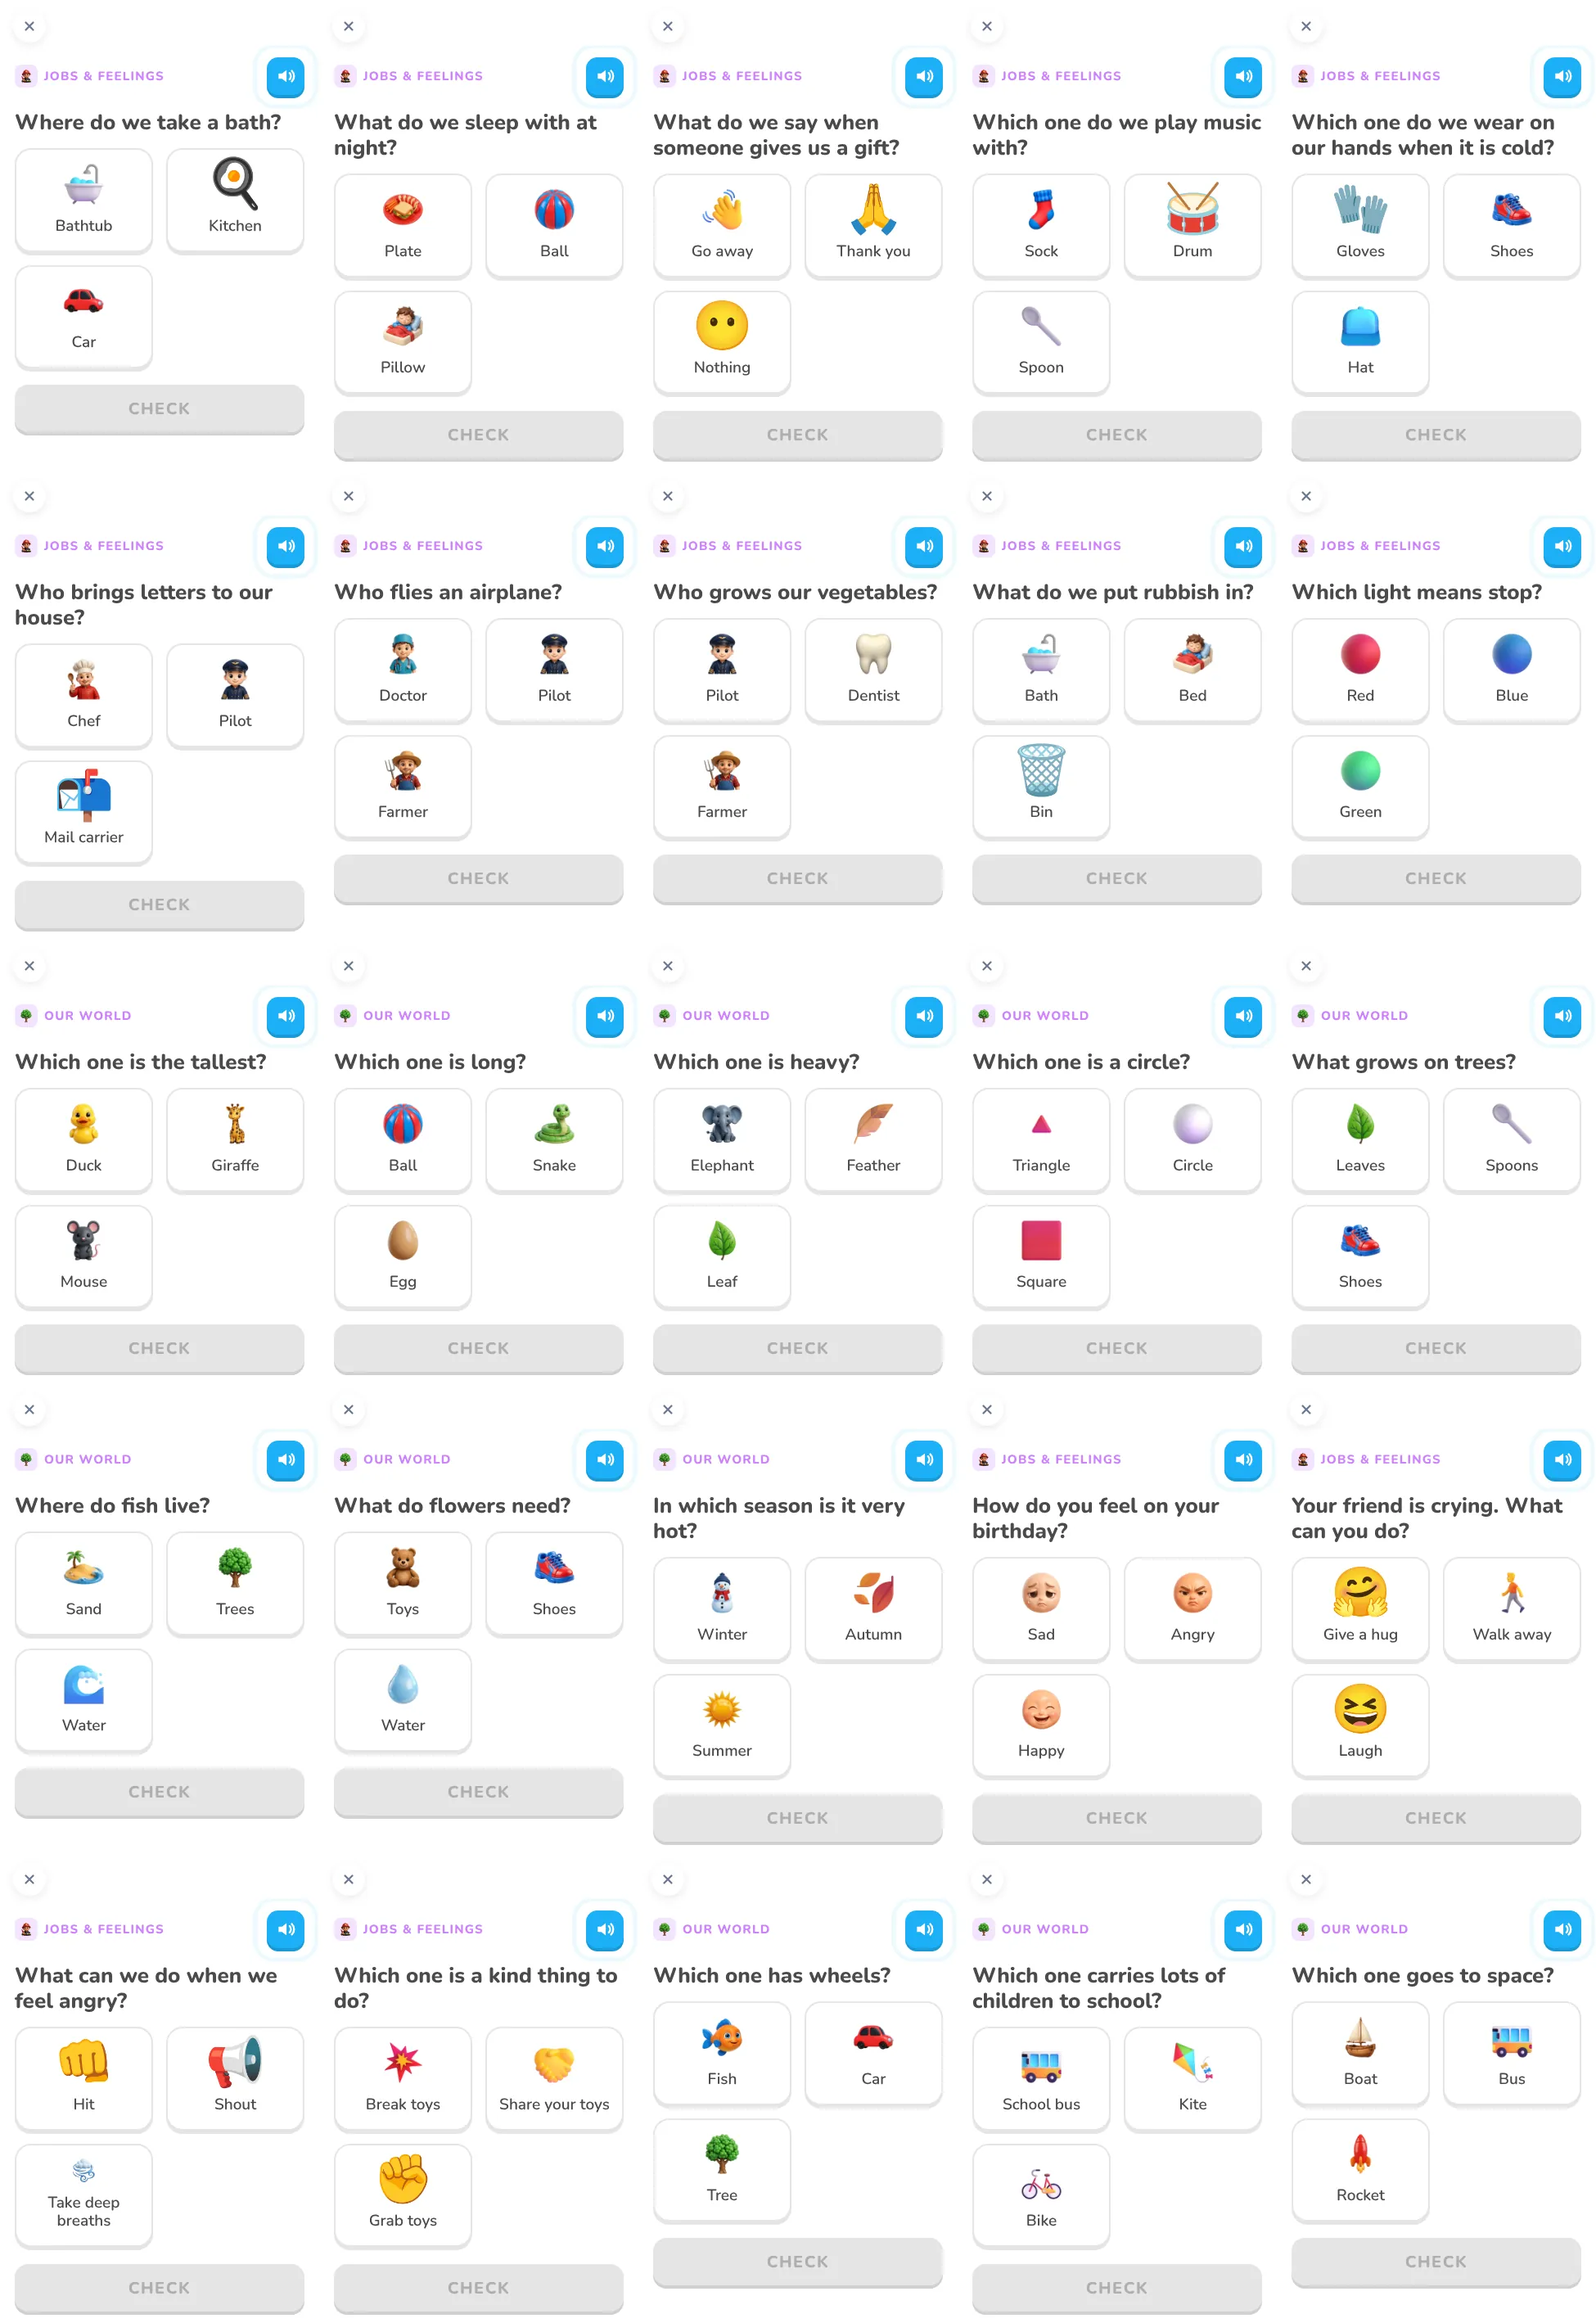 JOBS & FEELINGS
Where do we take a bath?
Bathtub
Kitchen
Car
CHECK
JOBS & FEELINGS
What do we sleep with at
night?
Plate
Ball
Pillow
CHECK
JOBS & FEELINGS
What do we say when
someone gives us a gift?
Go away
Thank you
Nothing
CHECK
JOBS & FEELINGS
Which one do we play music
with?
Sock
Drum
Spoon
CHECK
JOBS & FEELINGS
Which one do we wear on
our hands when it is cold?
Gloves
Shoes
Hat
CHECK
JOBS & FEELINGS
Who brings letters to our
house?
Chef
Pilot
Mail carrier
CHECK
JOBS & FEELINGS
Who flies an airplane?
Doctor
Pilot
Farmer
CHECK
JOBS & FEELINGS
Who grows our vegetables?
Pilot
Dentist
Farmer
CHECK
JOBS & FEELINGS
What do we put rubbish in?
Bath
Bed
Bin
CHECK
JOBS & FEELINGS
Which light means stop?
Red
Blue
Green
CHECK
OUR WORLD
Which one is the tallest?
Duck
Giraffe
Mouse
CHECK
OUR WORLD
Which one is long?
Ball
Snake
Egg
CHECK
OUR WORLD
Which one is heavy?
Elephant
Feather
Leaf
CHECK
OUR WORLD
Which one is a circle?
Triangle
Circle
Square
CHECK
OUR WORLD
What grows on trees?
Leaves
Spoons
Shoes
CHECK
OUR WORLD
Where do fish live?
Sand
Trees
Water
CHECK
OUR WORLD
What do flowers need?
Toys
Shoes
Water
CHECK
OUR WORLD
In which season is it very
hot?
Winter
Autumn
Summer
CHECK
JOBS & FEELINGS
How do you feel on your
birthday?
Sad
Angry
Happy
CHECK
JOBS & FEELINGS
Your friend is crying. What
can you do?
Give a hug
Walk away
Laugh
CHECK
JOBS & FEELINGS
What can we do when we
feel angry?
Hit
Shout
Take deep
breaths
CHECK
JOBS & FEELINGS
Which one is a kind thing to
do?
Break toys
Share your toys
Grab toys
CHECK
OUR WORLD
Which one has wheels?
Fish
Car
Tree
CHECK
OUR WORLD
Which one carries lots of
children to school?
School bus
Kite
Bike
CHECK
OUR WORLD
Which one goes to space?
Boat
Bus
Rocket
CHECK